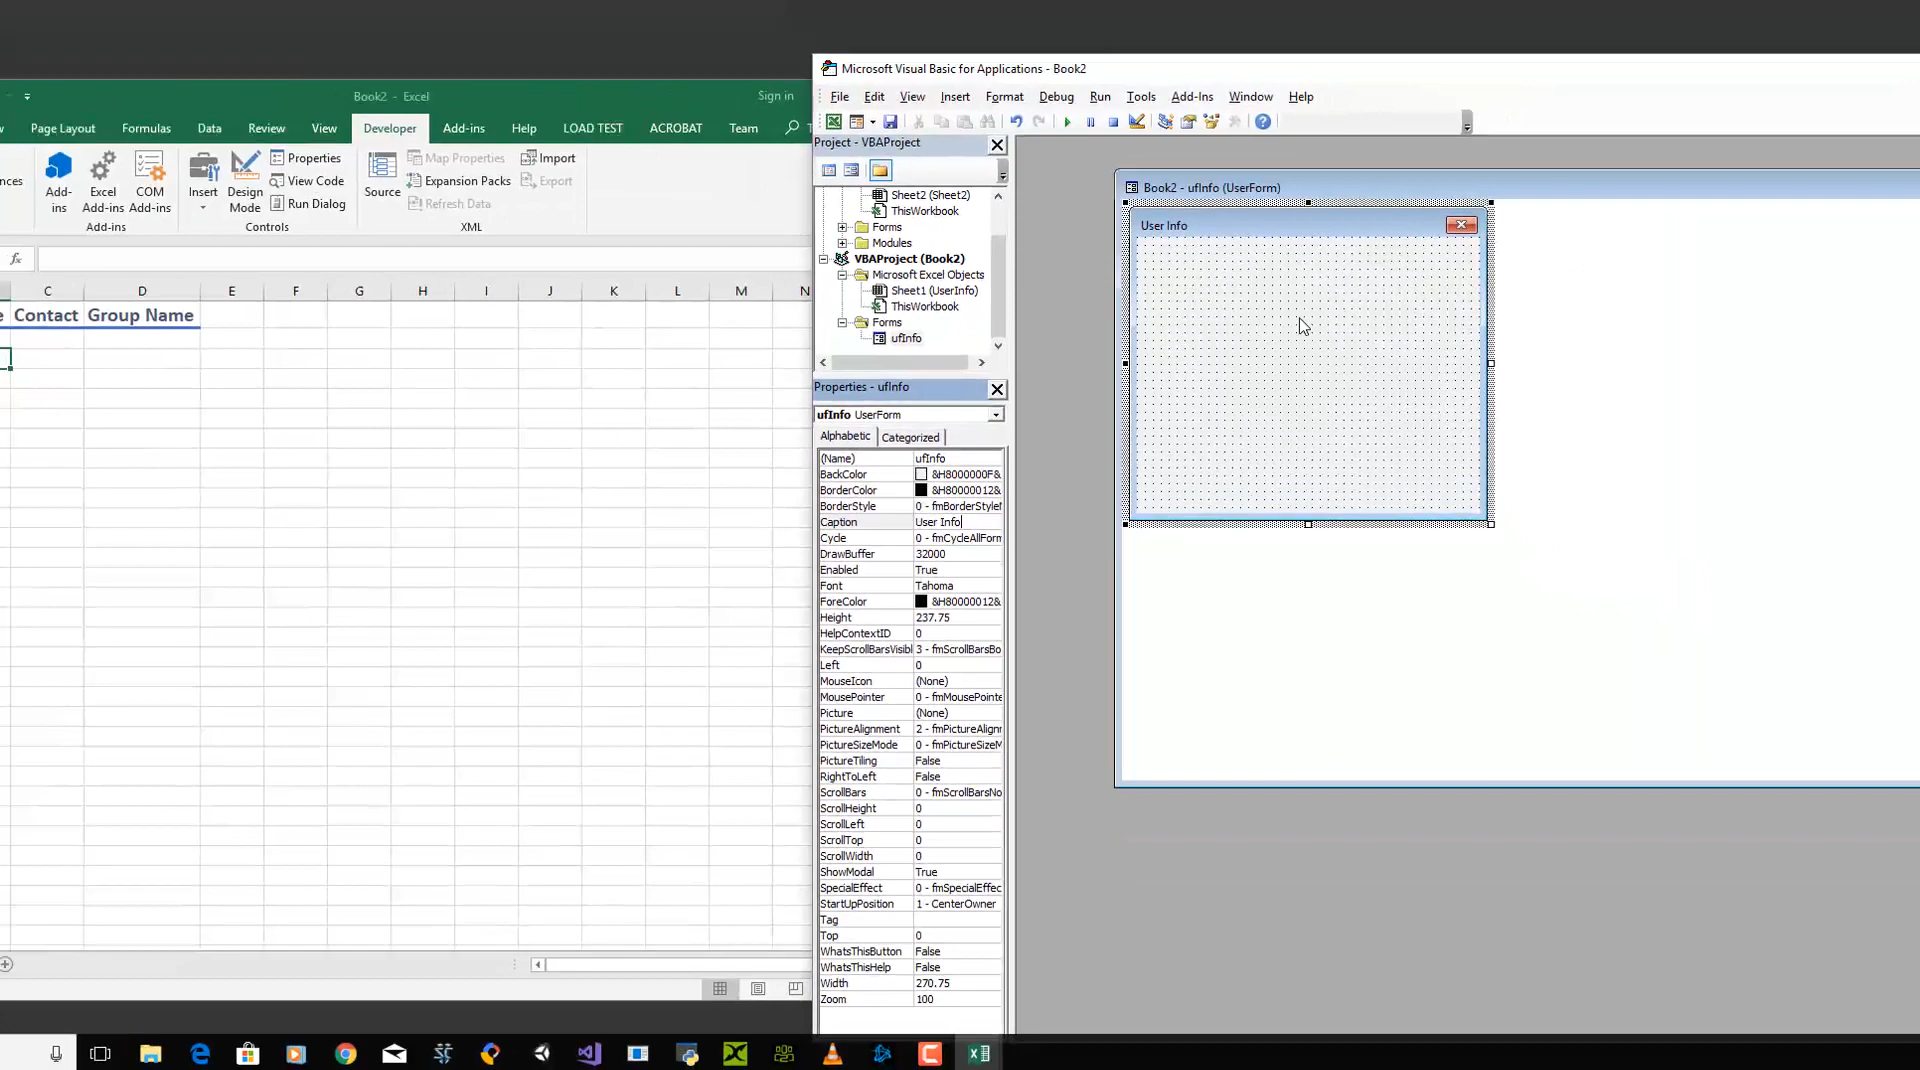 Book2 - Excel
Sign in
Page Layout
Formulas
Data
Review
View
Developer
Add-ins
Help
LOAD TEST
ACROBAT
Team
Add-
ins
Excel
Add-ins
COM
Add-ins
Add-ins
Insert
Design
Mode
Properties
View Code
Run Dialog
Controls
Source
Map Properties
Expansion Packs
Refresh Data
Import
Export
XML
fx
C D E F G H I J K L M N
Contact Group Name
Microsoft Visual Basic for Applications - Book2
File Edit View Insert Format Debug Run Tools Add-Ins Window Help
Project - VBAProject
Sheet2 (Sheet2)
ThisWorkbook
Forms
Modules
VBAProject (Book2)
Microsoft Excel Objects
Sheet1 (UserInfo)
ThisWorkbook
Forms
ufInfo
Properties - ufInfo
ufInfo UserForm
Alphabetic Categorized
(Name) ufInfo
BackColor &H8000000F&
BorderColor &H80000012&
BorderStyle 0 - fmBorderStyle
Caption User Info
Cycle 0 - fmCycleAllForm
DrawBuffer 32000
Enabled True
Font Tahoma
ForeColor &H80000012&
Height 237.75
HelpContextID 0
KeepScrollBarsVisibl 3 - fmScrollBarsBo
Left 0
MouseIcon (None)
MousePointer 0 - fmMousePointe
Picture (None)
PictureAlignment 2 - fmPictureAlignr
PictureSizeMode 0 - fmPictureSizeM
PictureTiling False
RightToLeft False
ScrollBars 0 - fmScrollBarsNo
ScrollHeight 0
ScrollLeft 0
ScrollTop 0
ScrollWidth 0
ShowModal True
SpecialEffect 0 - fmSpecialEffec
StartUpPosition 1 - CenterOwner
Tag
Top 0
WhatsThisButton False
WhatsThisHelp False
Width 270.75
Zoom 100
Book2 - ufInfo (UserForm)
User Info